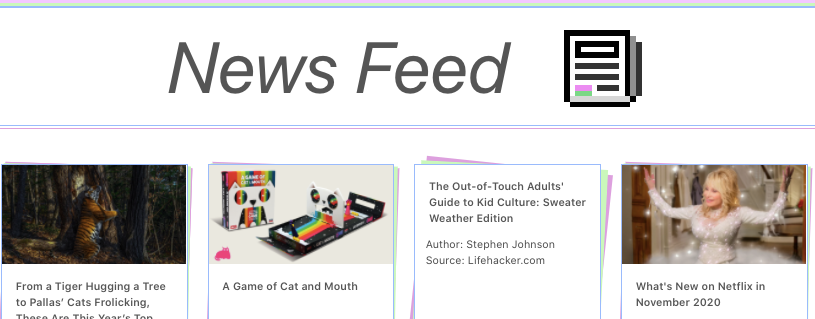 News Feed
A GAME OF
CAT & MOUTH
From a Tiger Hugging a Tree
to Pallas’ Cats Frolicking,
These Are This Year’s Top
A Game of Cat and Mouth
The Out-of-Touch Adults'
Guide to Kid Culture: Sweater
Weather Edition
Author: Stephen Johnson
Source: Lifehacker.com
What's New on Netflix in
November 2020